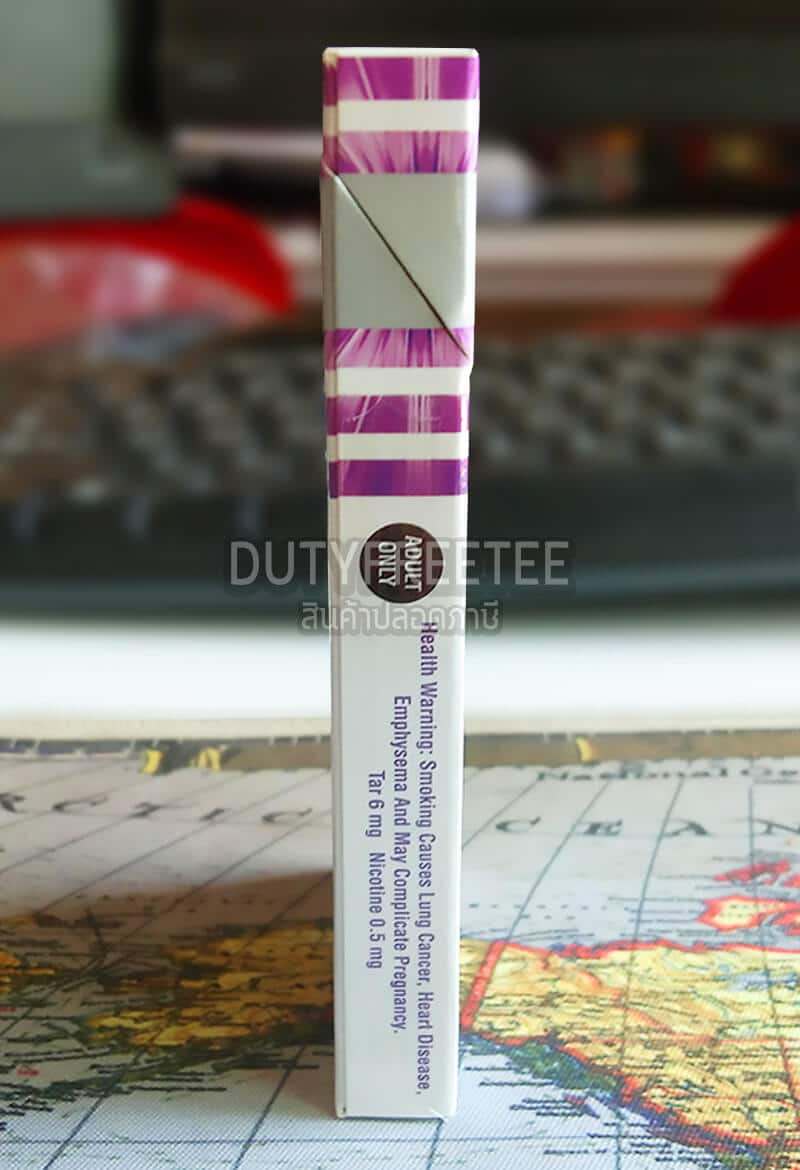 ADULT
ONLY
DUTYFREETEE
สินค้าปลอดภาษี
Health Warning: Smoking Causes Lung Cancer, Heart Disease,
Emphysema And May Complicate Pregnancy.
Tar 6 mg Nicotine 0.5 mg
CEAN